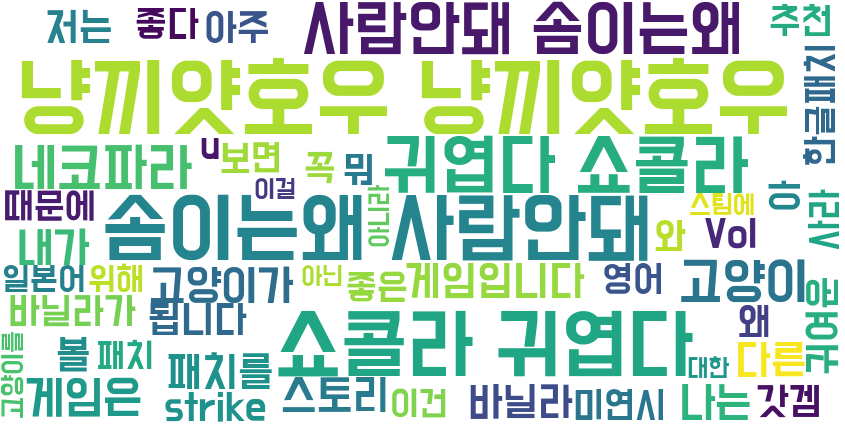 저는 좋다 아주 사람안돼 솜이는왜 추천
냥끼얏호우 냥끼얏호우 한글패치
네코파라 u 보면 꼭 뭐 귀엽다 쇼콜라
이걸 아니라 아
때문에 솜이는왜 사람안돼 와 스팀에 Vol 사라
내가
일본어 위해 고양이가 아닌 좋은 게임입니다 영어 고양이
바닐라가 됩니다 쇼콜라 귀엽다 왜 귀여운
고양이를 볼 패치 패치를 대한 다른
게임은 strike 스토리 이건 바닐라 미연시 나는 갓겜